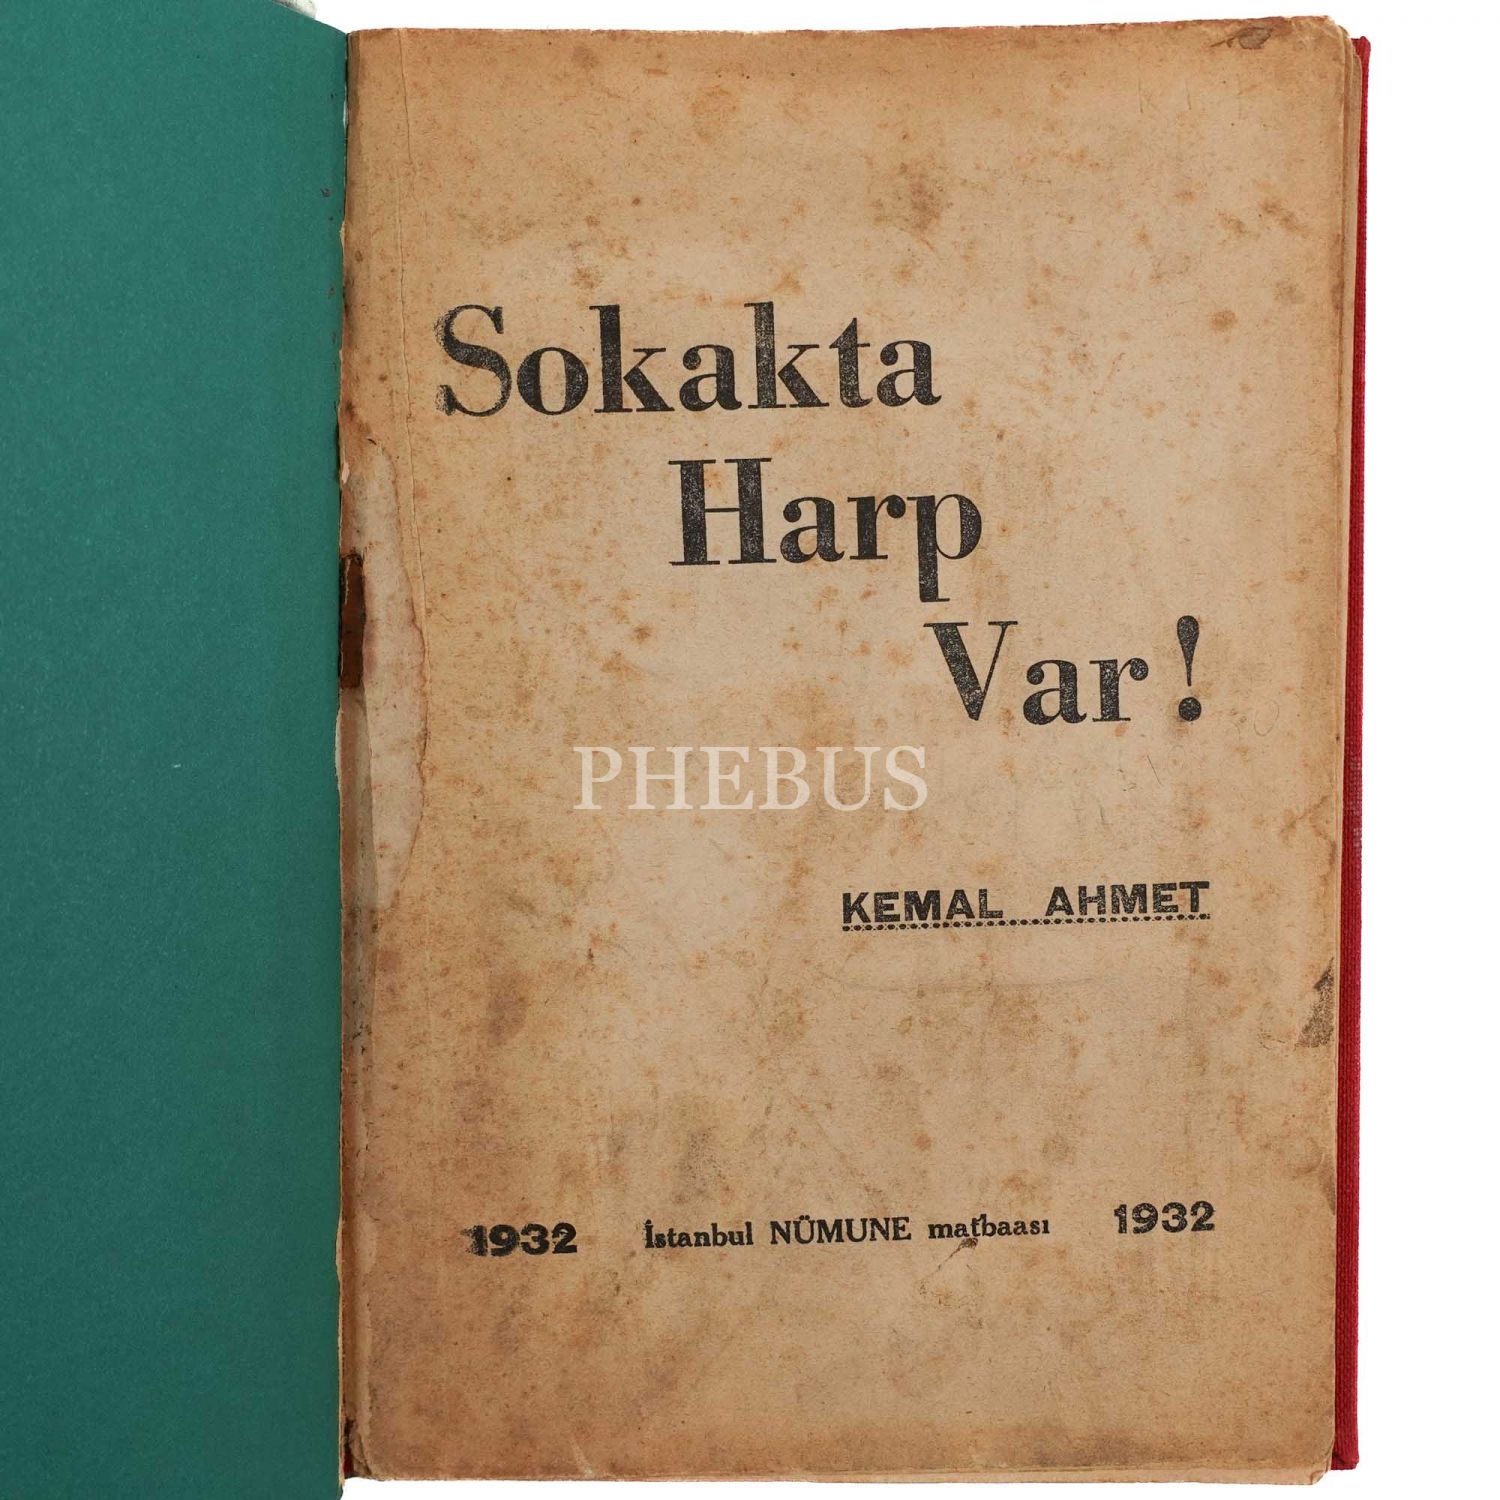 Sokakta
Harp
Var !
PHEBUS
KEMAL AHMET
1932 İstanbul NÜMUNE matbaası 1932